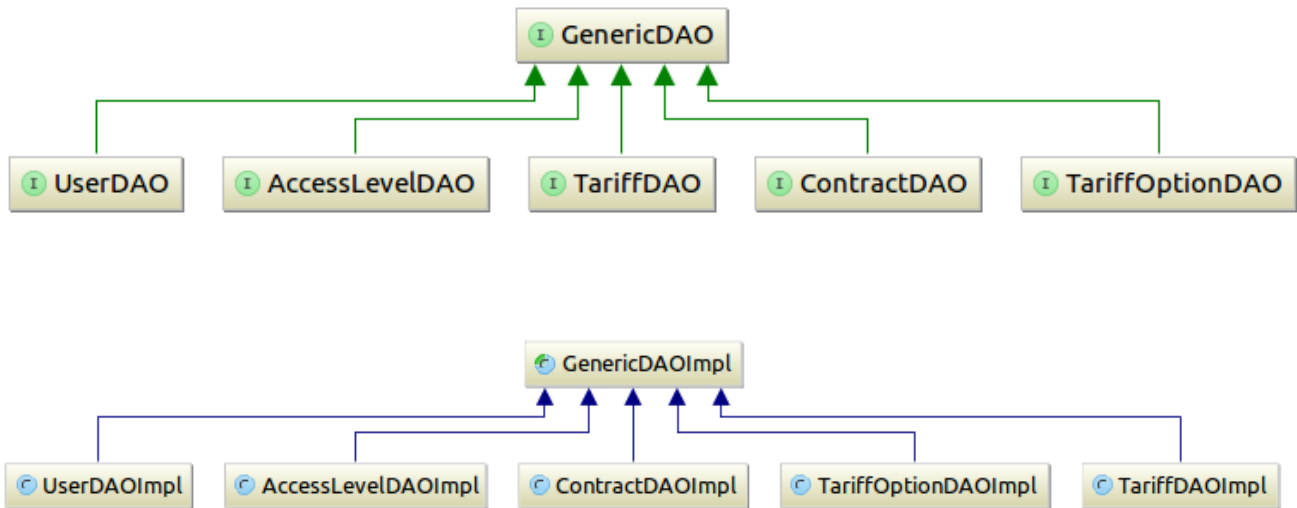 I GenericDAO
I UserDAO
I AccessLevelDAO
I TariffDAO
I ContractDAO
I TariffOptionDAO
C GenericDAOImpl
C UserDAOImpl
C AccessLevelDAOImpl
C ContractDAOImpl
C TariffOptionDAOImpl
C TariffDAOImpl